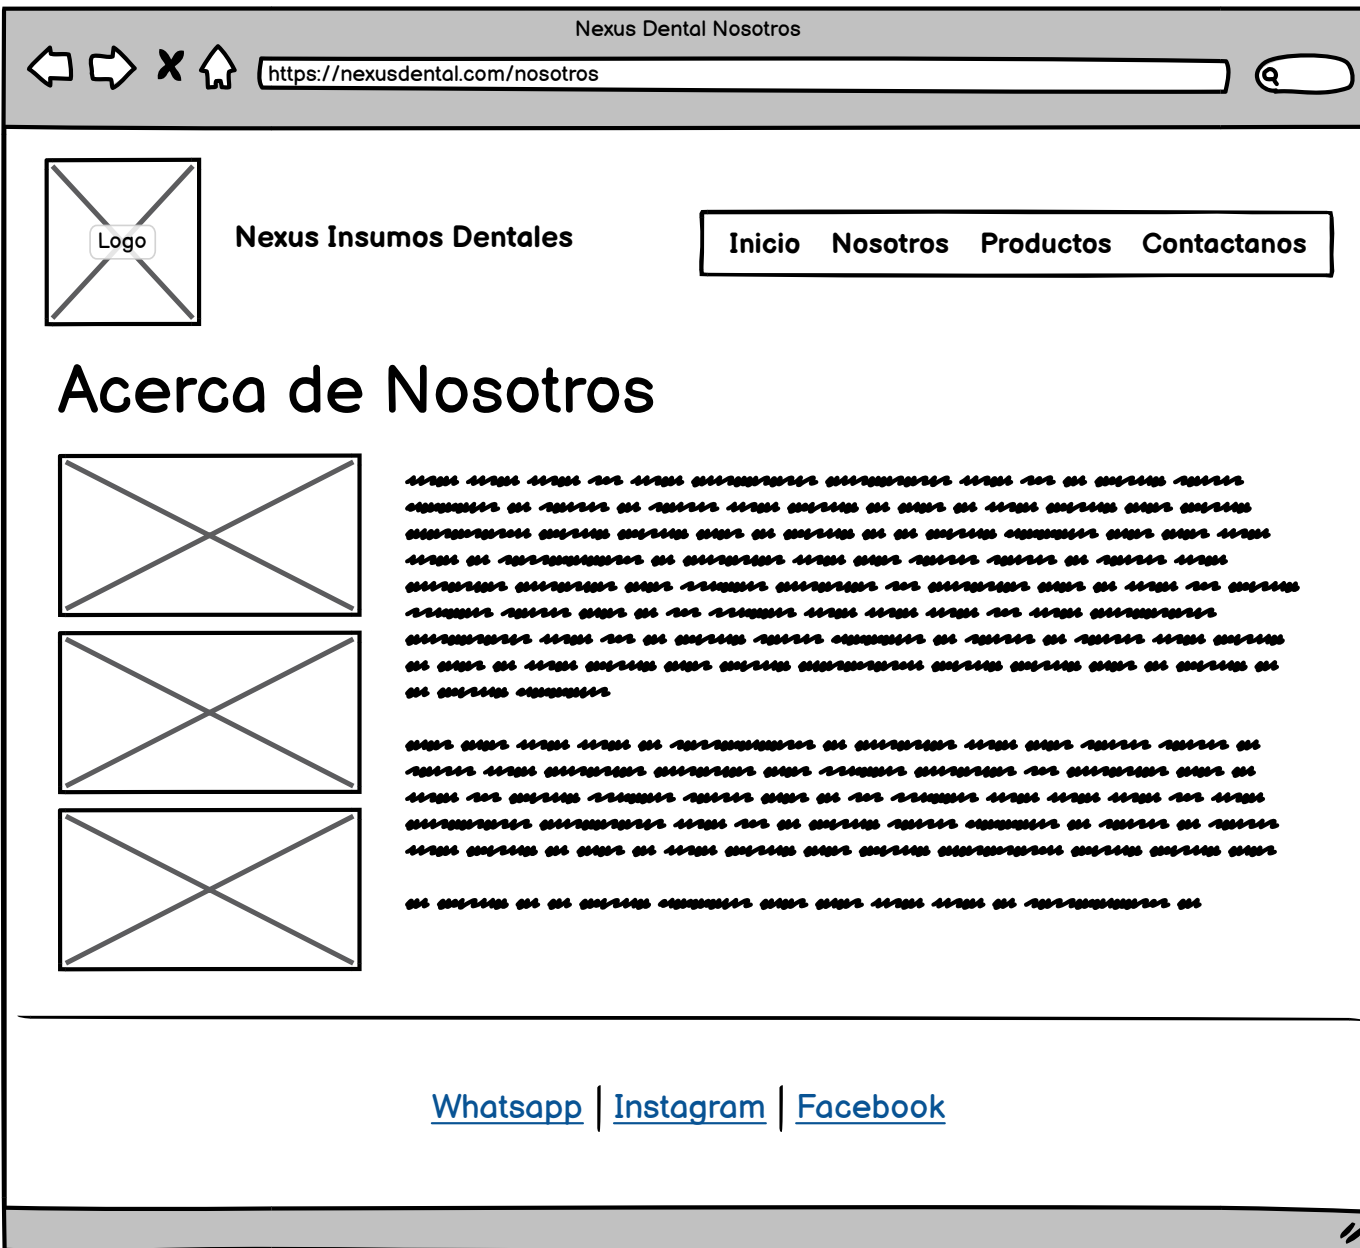 Nexus Dental Nosotros
https://nexusdental.com/nosotros
Logo
Nexus Insumos Dentales
Inicio Nosotros Productos Contactanos
Acerca de Nosotros
Whatsapp | Instagram | Facebook